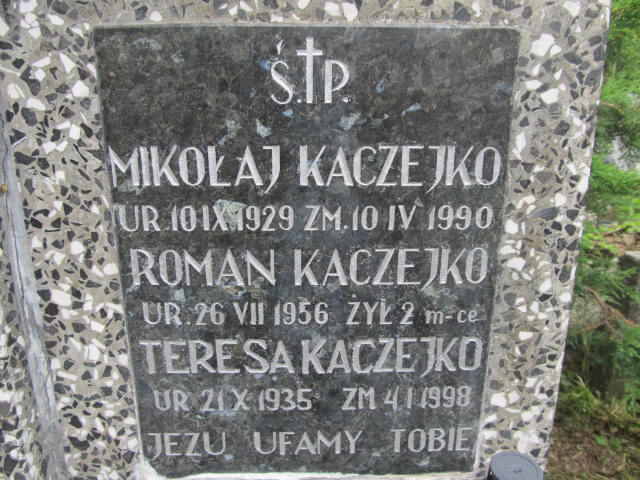 Ś.†P.
MIKOŁAJ KACZEJKO
UR.10 IX 1929 ZM.10 IV 1990
ROMAN KACZEJKO
UR. 26 VII 1956 ŻYŁ 2 m-ce
TERESA KACZEJKO
UR 21 X 1935 ZM 4 I 1998
JEZU UFAMY TOBIE